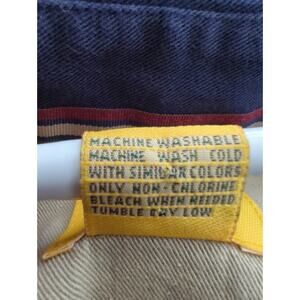 MACHINE WASHABLE
MACHINE WASH COLD
WITH SIMILAR COLORS
ONLY NON-CHLORINE
BLEACH WHEN NEEDED
TUMBLE DRY LOW